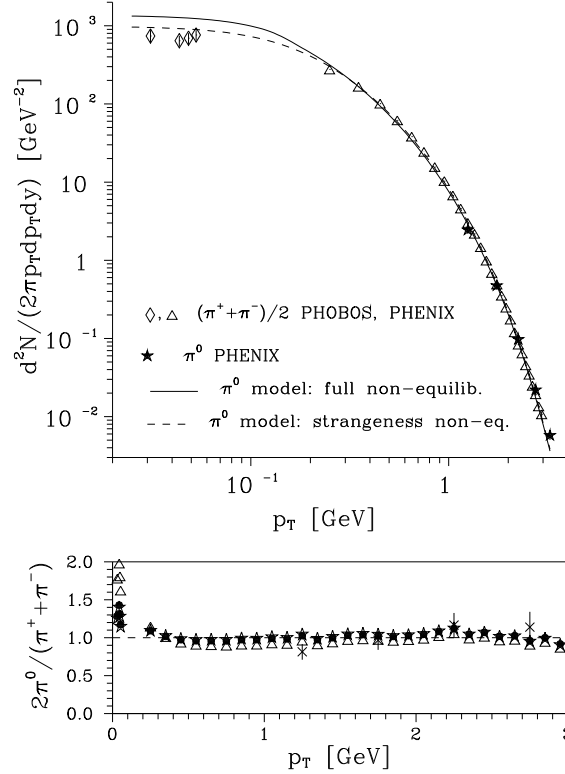 10³
10²
10
1
10⁻¹
10⁻²
d²N/(2πp_Tdp_Tdy) [GeV⁻²]
◊, △ (π⁺+π⁻)/2 PHOBOS, PHENIX
★ π⁰ PHENIX
π⁰ model: full non-equilib.
π⁰ model: strangeness non-eq.
10⁻¹ 1
p_T [GeV]
2.0
1.5
1.0
0.5
0.0
2π⁰/(π⁺+π⁻)
0 1 2 3
p_T [GeV]